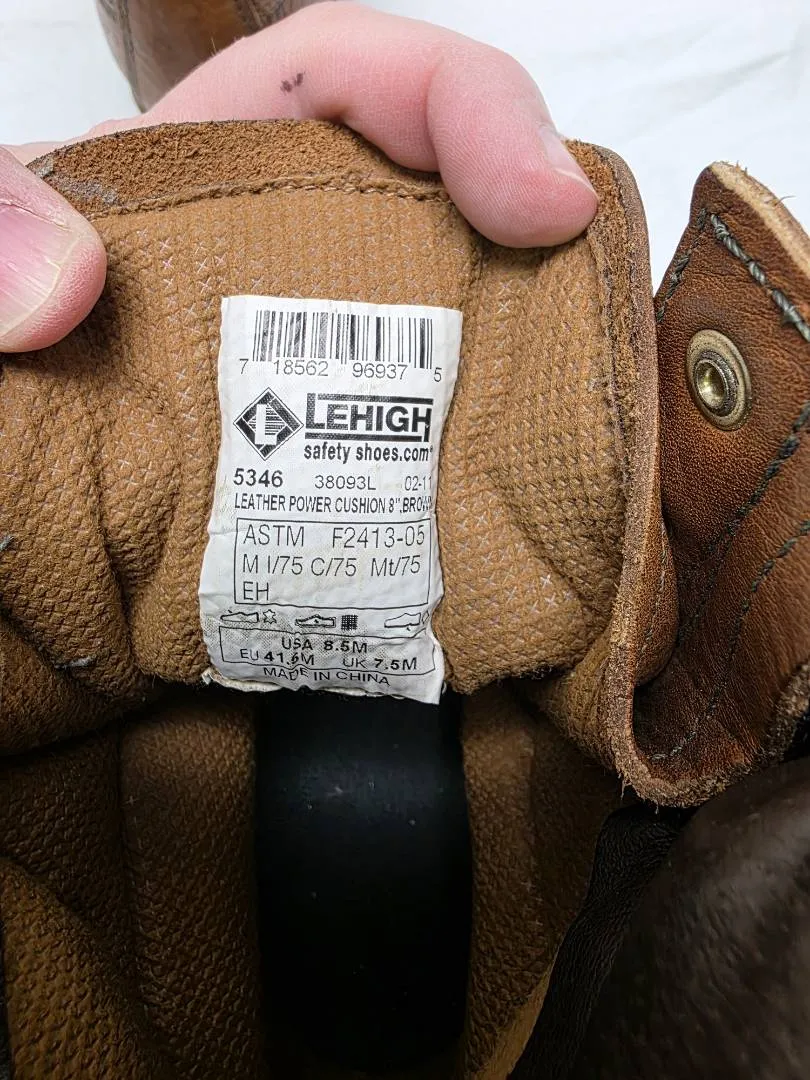 7 18562 96937 5
L LEHIGH
safety shoes.com
5346 38093L 02-11
LEATHER POWER CUSHION 8", BROWN
ASTM F2413-05
M I/75 C/75 Mt/75
EH
USA 8.5M
EU 41.5M UK 7.5M
MADE IN CHINA